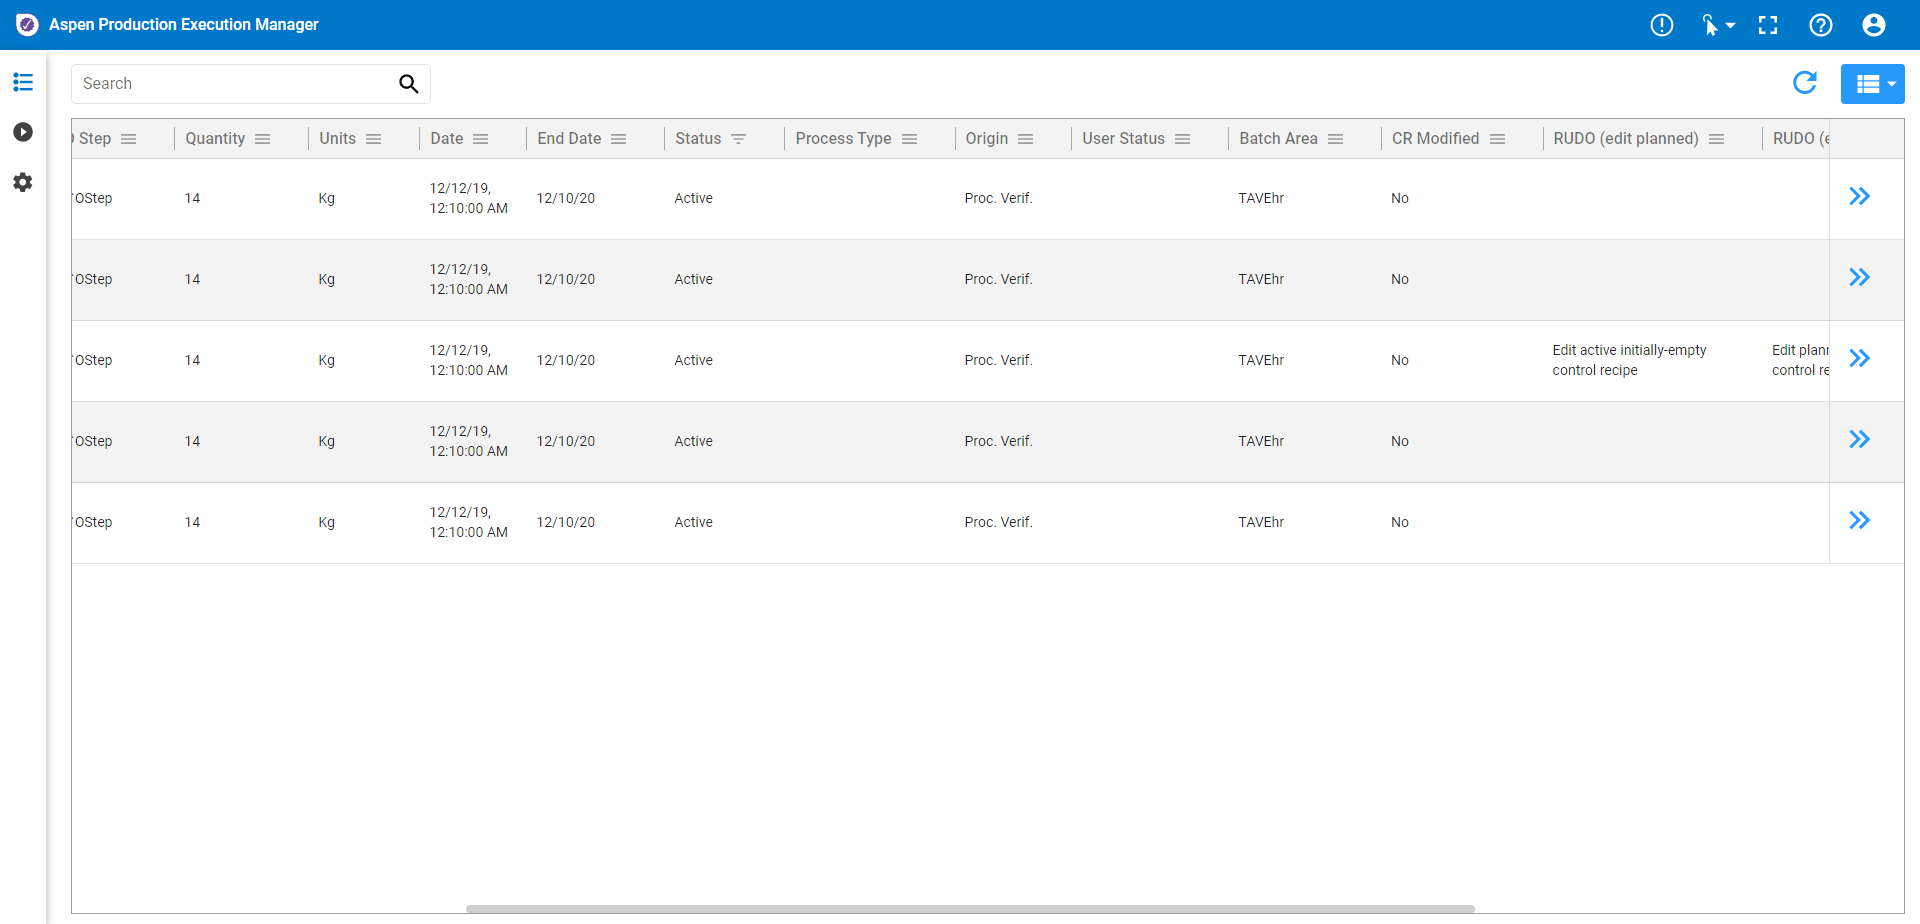 Aspen Production Execution Manager
Search
Step Quantity Units Date End Date Status Process Type Origin User Status Batch Area CR Modified RUDO (edit planned) RUDO (e
OStep 14 Kg 12/12/19, 12:10:00 AM 12/10/20 Active Proc. Verif. TAVEhr No
OStep 14 Kg 12/12/19, 12:10:00 AM 12/10/20 Active Proc. Verif. TAVEhr No
OStep 14 Kg 12/12/19, 12:10:00 AM 12/10/20 Active Proc. Verif. TAVEhr No Edit active initially-empty control recipe Edit plann control re
OStep 14 Kg 12/12/19, 12:10:00 AM 12/10/20 Active Proc. Verif. TAVEhr No
OStep 14 Kg 12/12/19, 12:10:00 AM 12/10/20 Active Proc. Verif. TAVEhr No